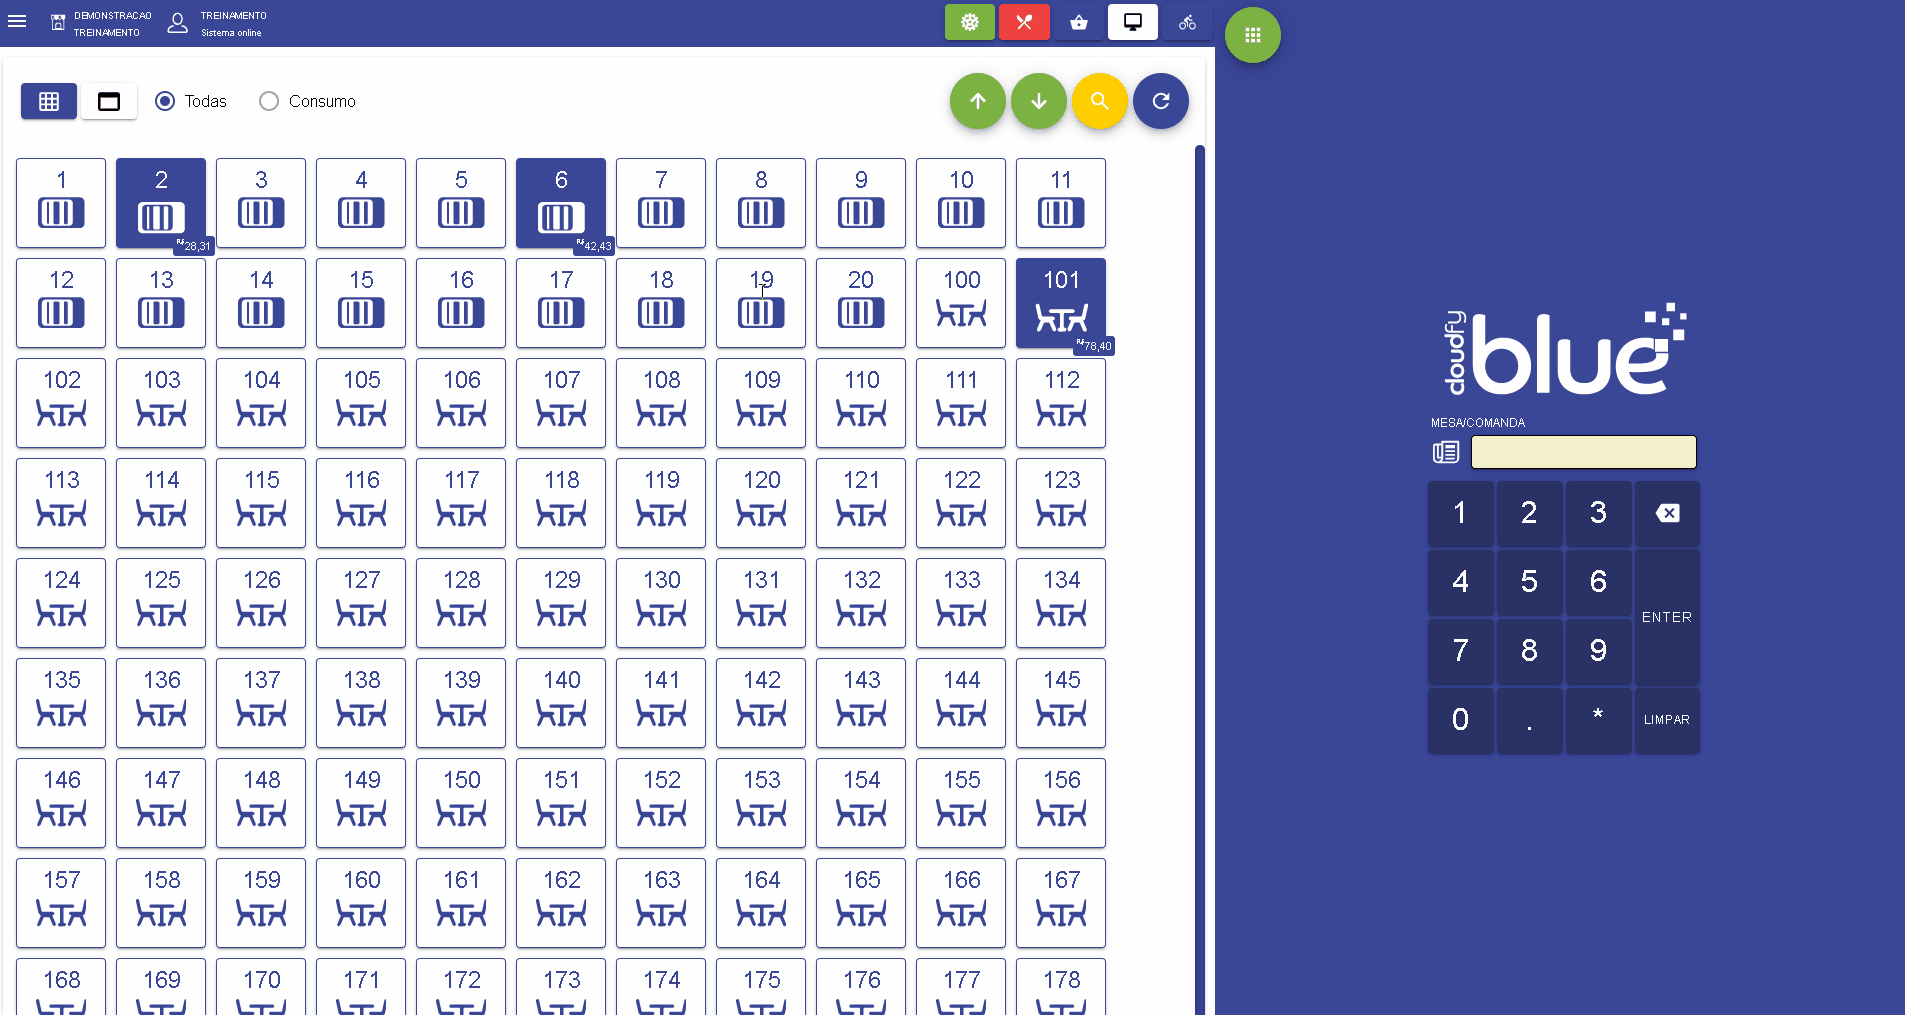 DEMONSTRACAO
TREINAMENTO
TREINAMENTO
Sistema online
Todas
Consumo
1 2 3 4 5 6 7 8 9 10 11
R$28,31
R$42,43
12 13 14 15 16 17 18 19 20 100 101
R$78,40
102 103 104 105 106 107 108 109 110 111 112
113 114 115 116 117 118 119 120 121 122 123
124 125 126 127 128 129 130 131 132 133 134
135 136 137 138 139 140 141 142 143 144 145
146 147 148 149 150 151 152 153 154 155 156
157 158 159 160 161 162 163 164 165 166 167
168 169 170 171 172 173 174 175 176 177 178
cloudfy
blue
MESA/COMANDA
1 2 3
4 5 6
ENTER
7 8 9
0 . * LIMPAR